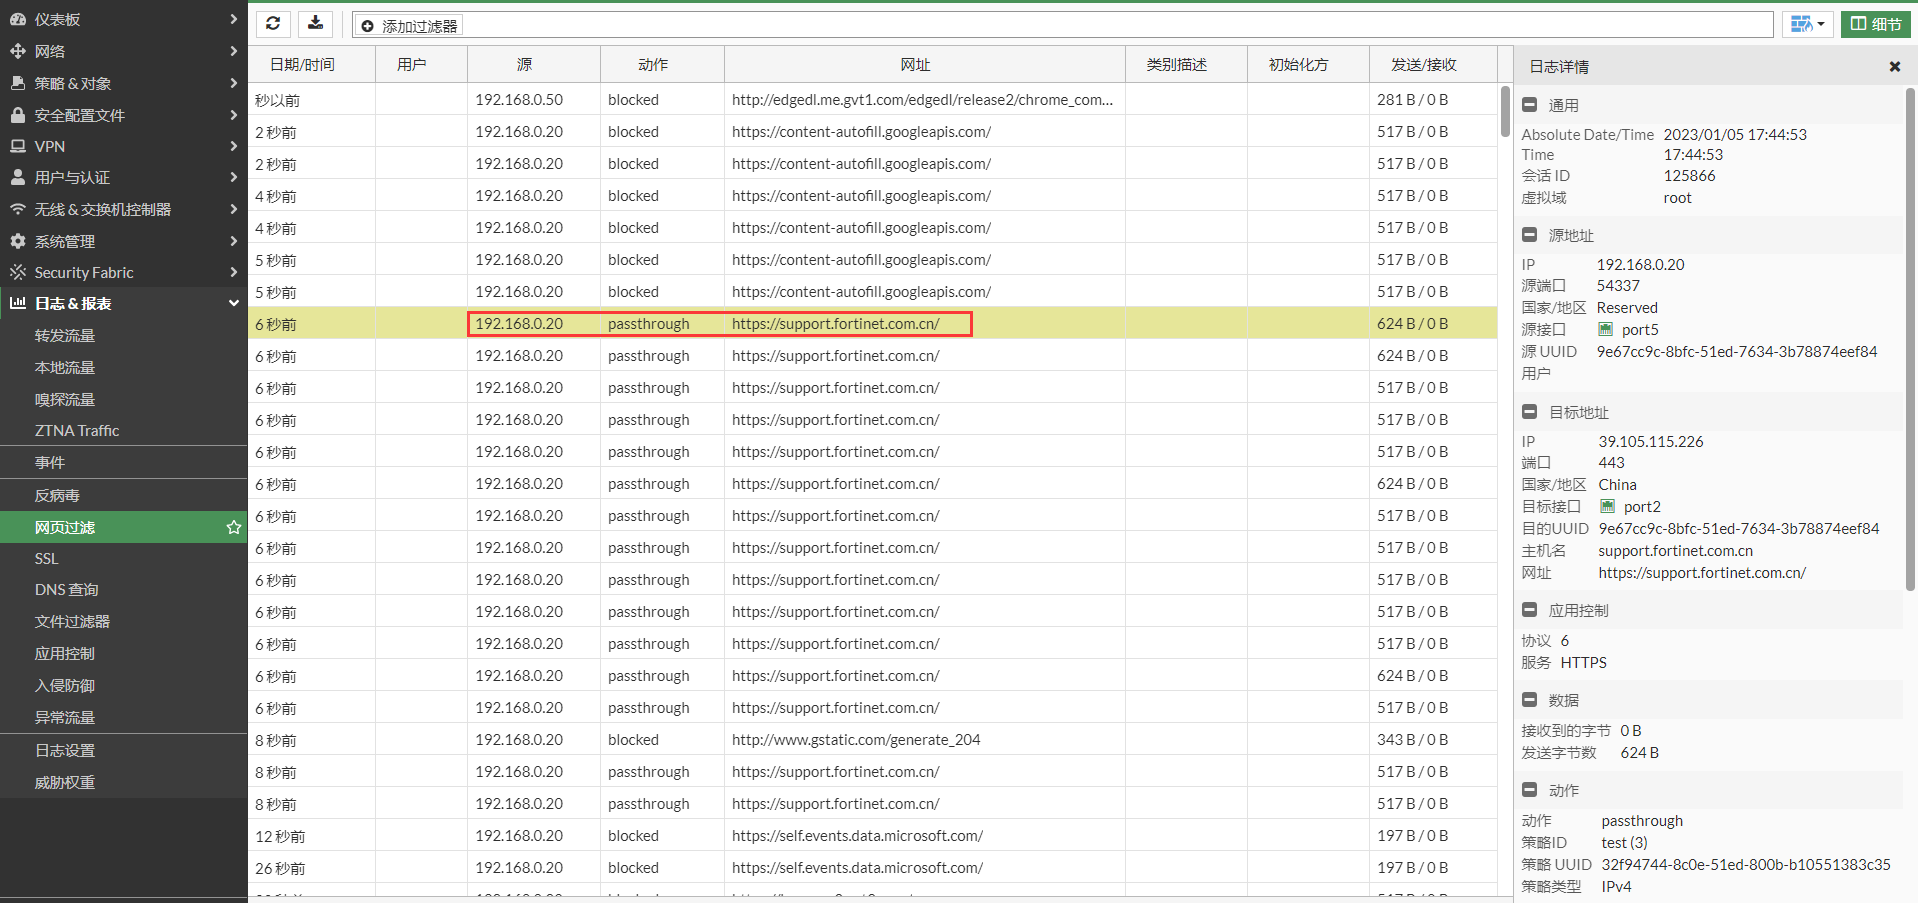 仪表板
网络
策略 & 对象
安全配置文件
VPN
用户与认证
无线 & 交换机控制器
系统管理
Security Fabric
日志 & 报表
转发流量
本地流量
嗅探流量
ZTNA Traffic
事件
反病毒
网页过滤
SSL
DNS 查询
文件过滤器
应用控制
入侵防御
异常流量
日志设置
威胁权重
添加过滤器
细节
日期/时间 用户 源 动作 网址 类别描述 初始化方 发送/接收
秒以前 192.168.0.50 blocked http://edgedl.me.gvt1.com/edgedl/release2/chrome_com... 281 B / 0 B
2 秒前 192.168.0.20 blocked https://content-autofill.googleapis.com/ 517 B / 0 B
2 秒前 192.168.0.20 blocked https://content-autofill.googleapis.com/ 517 B / 0 B
4 秒前 192.168.0.20 blocked https://content-autofill.googleapis.com/ 517 B / 0 B
4 秒前 192.168.0.20 blocked https://content-autofill.googleapis.com/ 517 B / 0 B
5 秒前 192.168.0.20 blocked https://content-autofill.googleapis.com/ 517 B / 0 B
5 秒前 192.168.0.20 blocked https://content-autofill.googleapis.com/ 517 B / 0 B
6 秒前 192.168.0.20 passthrough https://support.fortinet.com.cn/ 624 B / 0 B
6 秒前 192.168.0.20 passthrough https://support.fortinet.com.cn/ 624 B / 0 B
6 秒前 192.168.0.20 passthrough https://support.fortinet.com.cn/ 517 B / 0 B
6 秒前 192.168.0.20 passthrough https://support.fortinet.com.cn/ 517 B / 0 B
6 秒前 192.168.0.20 passthrough https://support.fortinet.com.cn/ 517 B / 0 B
6 秒前 192.168.0.20 passthrough https://support.fortinet.com.cn/ 624 B / 0 B
6 秒前 192.168.0.20 passthrough https://support.fortinet.com.cn/ 517 B / 0 B
6 秒前 192.168.0.20 passthrough https://support.fortinet.com.cn/ 517 B / 0 B
6 秒前 192.168.0.20 passthrough https://support.fortinet.com.cn/ 517 B / 0 B
6 秒前 192.168.0.20 passthrough https://support.fortinet.com.cn/ 517 B / 0 B
6 秒前 192.168.0.20 passthrough https://support.fortinet.com.cn/ 517 B / 0 B
6 秒前 192.168.0.20 passthrough https://support.fortinet.com.cn/ 624 B / 0 B
6 秒前 192.168.0.20 passthrough https://support.fortinet.com.cn/ 517 B / 0 B
8 秒前 192.168.0.20 blocked http://www.gstatic.com/generate_204 343 B / 0 B
8 秒前 192.168.0.20 passthrough https://support.fortinet.com.cn/ 517 B / 0 B
8 秒前 192.168.0.20 passthrough https://support.fortinet.com.cn/ 517 B / 0 B
12 秒前 192.168.0.20 blocked https://self.events.data.microsoft.com/ 197 B / 0 B
26 秒前 192.168.0.20 blocked https://self.events.data.microsoft.com/ 197 B / 0 B
日志详情
通用
Absolute Date/Time 2023/01/05 17:44:53
Time 17:44:53
会话 ID 125866
虚拟域 root
源地址
IP 192.168.0.20
源端口 54337
国家/地区 Reserved
源接口 port5
源 UUID 9e67cc9c-8bfc-51ed-7634-3b78874eef84
用户
目标地址
IP 39.105.115.226
端口 443
国家/地区 China
目标接口 port2
目的UUID 9e67cc9c-8bfc-51ed-7634-3b78874eef84
主机名 support.fortinet.com.cn
网址 https://support.fortinet.com.cn/
应用控制
协议 6
服务 HTTPS
数据
接收到的字节 0 B
发送字节数 624 B
动作
动作 passthrough
策略ID test (3)
策略 UUID 32f94744-8c0e-51ed-800b-b10551383c35
策略类型 IPv4